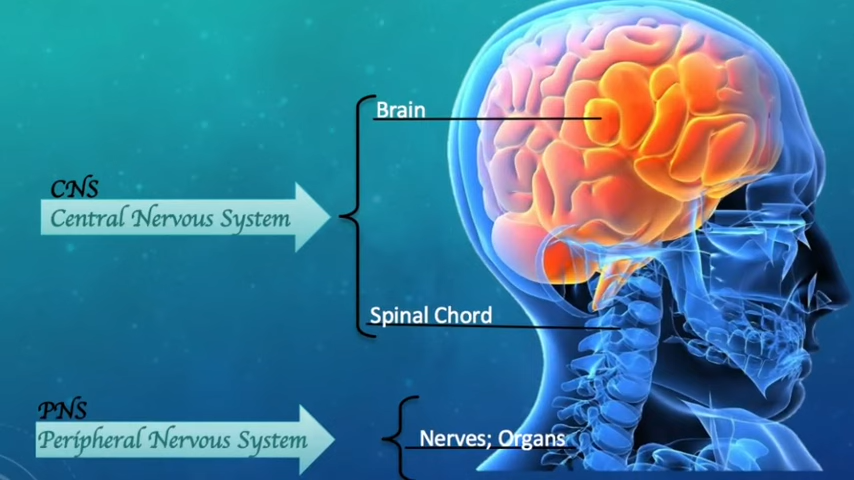 Brain
CNS
Central Nervous System
Spinal Chord
PNS
Peripheral Nervous System
Nerves; Organs